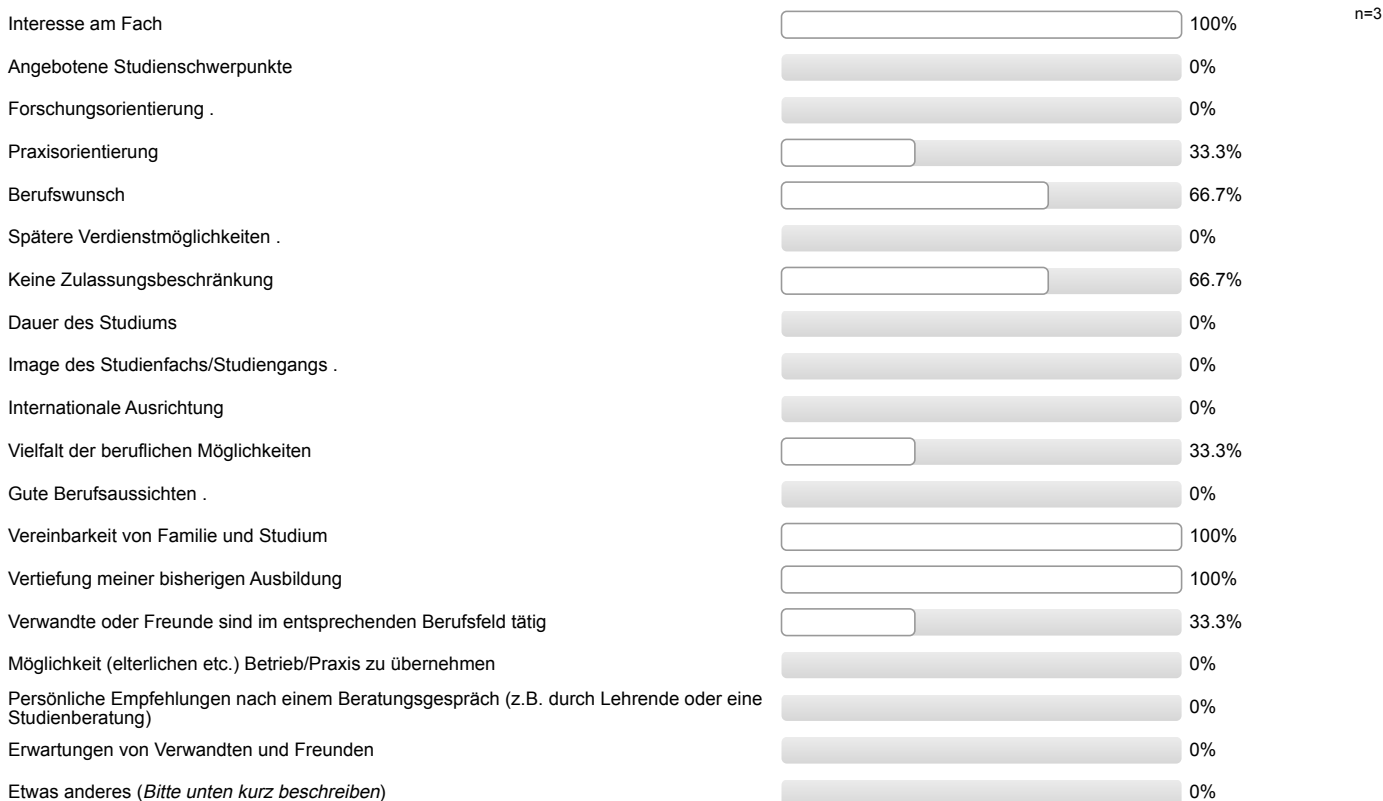 Interesse am Fach 100% n=3
Angebotene Studienschwerpunkte 0%
Forschungsorientierung . 0%
Praxisorientierung 33.3%
Berufswunsch 66.7%
Spätere Verdienstmöglichkeiten . 0%
Keine Zulassungsbeschränkung 66.7%
Dauer des Studiums 0%
Image des Studienfachs/Studiengangs . 0%
Internationale Ausrichtung 0%
Vielfalt der beruflichen Möglichkeiten 33.3%
Gute Berufsaussichten . 0%
Vereinbarkeit von Familie und Studium 100%
Vertiefung meiner bisherigen Ausbildung 100%
Verwandte oder Freunde sind im entsprechenden Berufsfeld tätig 33.3%
Möglichkeit (elterlichen etc.) Betrieb/Praxis zu übernehmen 0%
Persönliche Empfehlungen nach einem Beratungsgespräch (z.B. durch Lehrende oder eine
Studienberatung) 0%
Erwartungen von Verwandten und Freunden 0%
Etwas anderes (Bitte unten kurz beschreiben) 0%